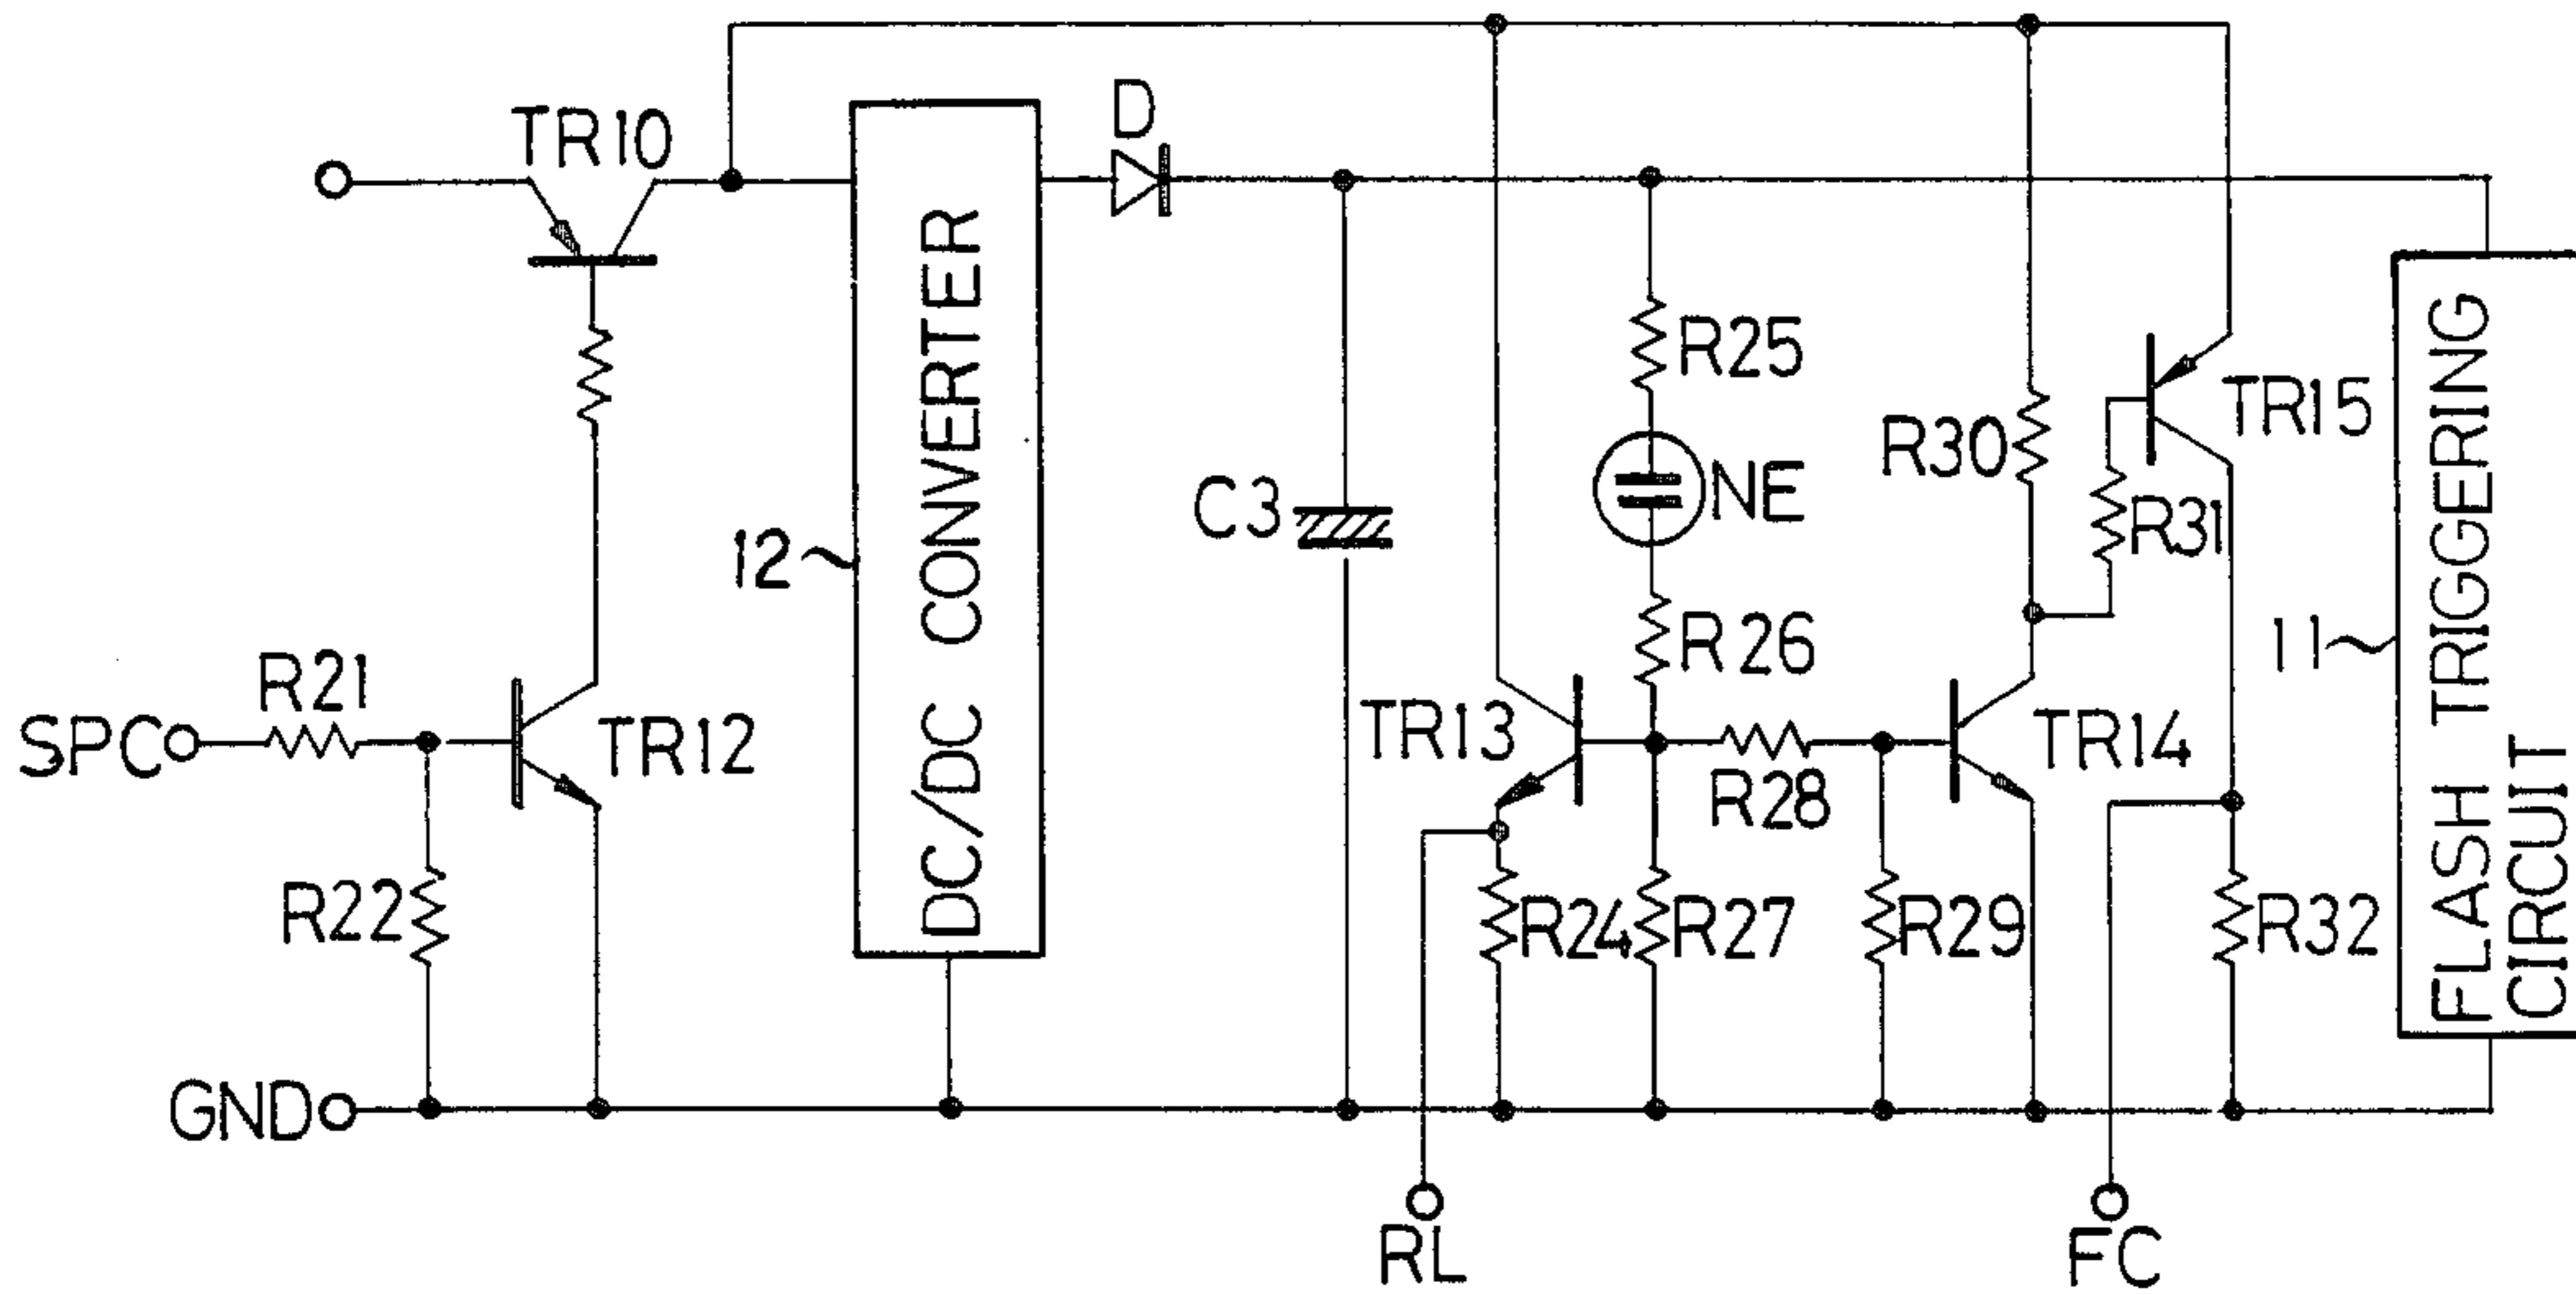 TR10
D
DC/DC CONVERTER
12
C3
R25
NE
R26
R30
R31
TR15
FLASH TRIGGERING
CIRCUIT
11
R21
SPC
TR12
TR13
R28
TR14
R22
R24
R27
R29
R32
GND
RL
FC